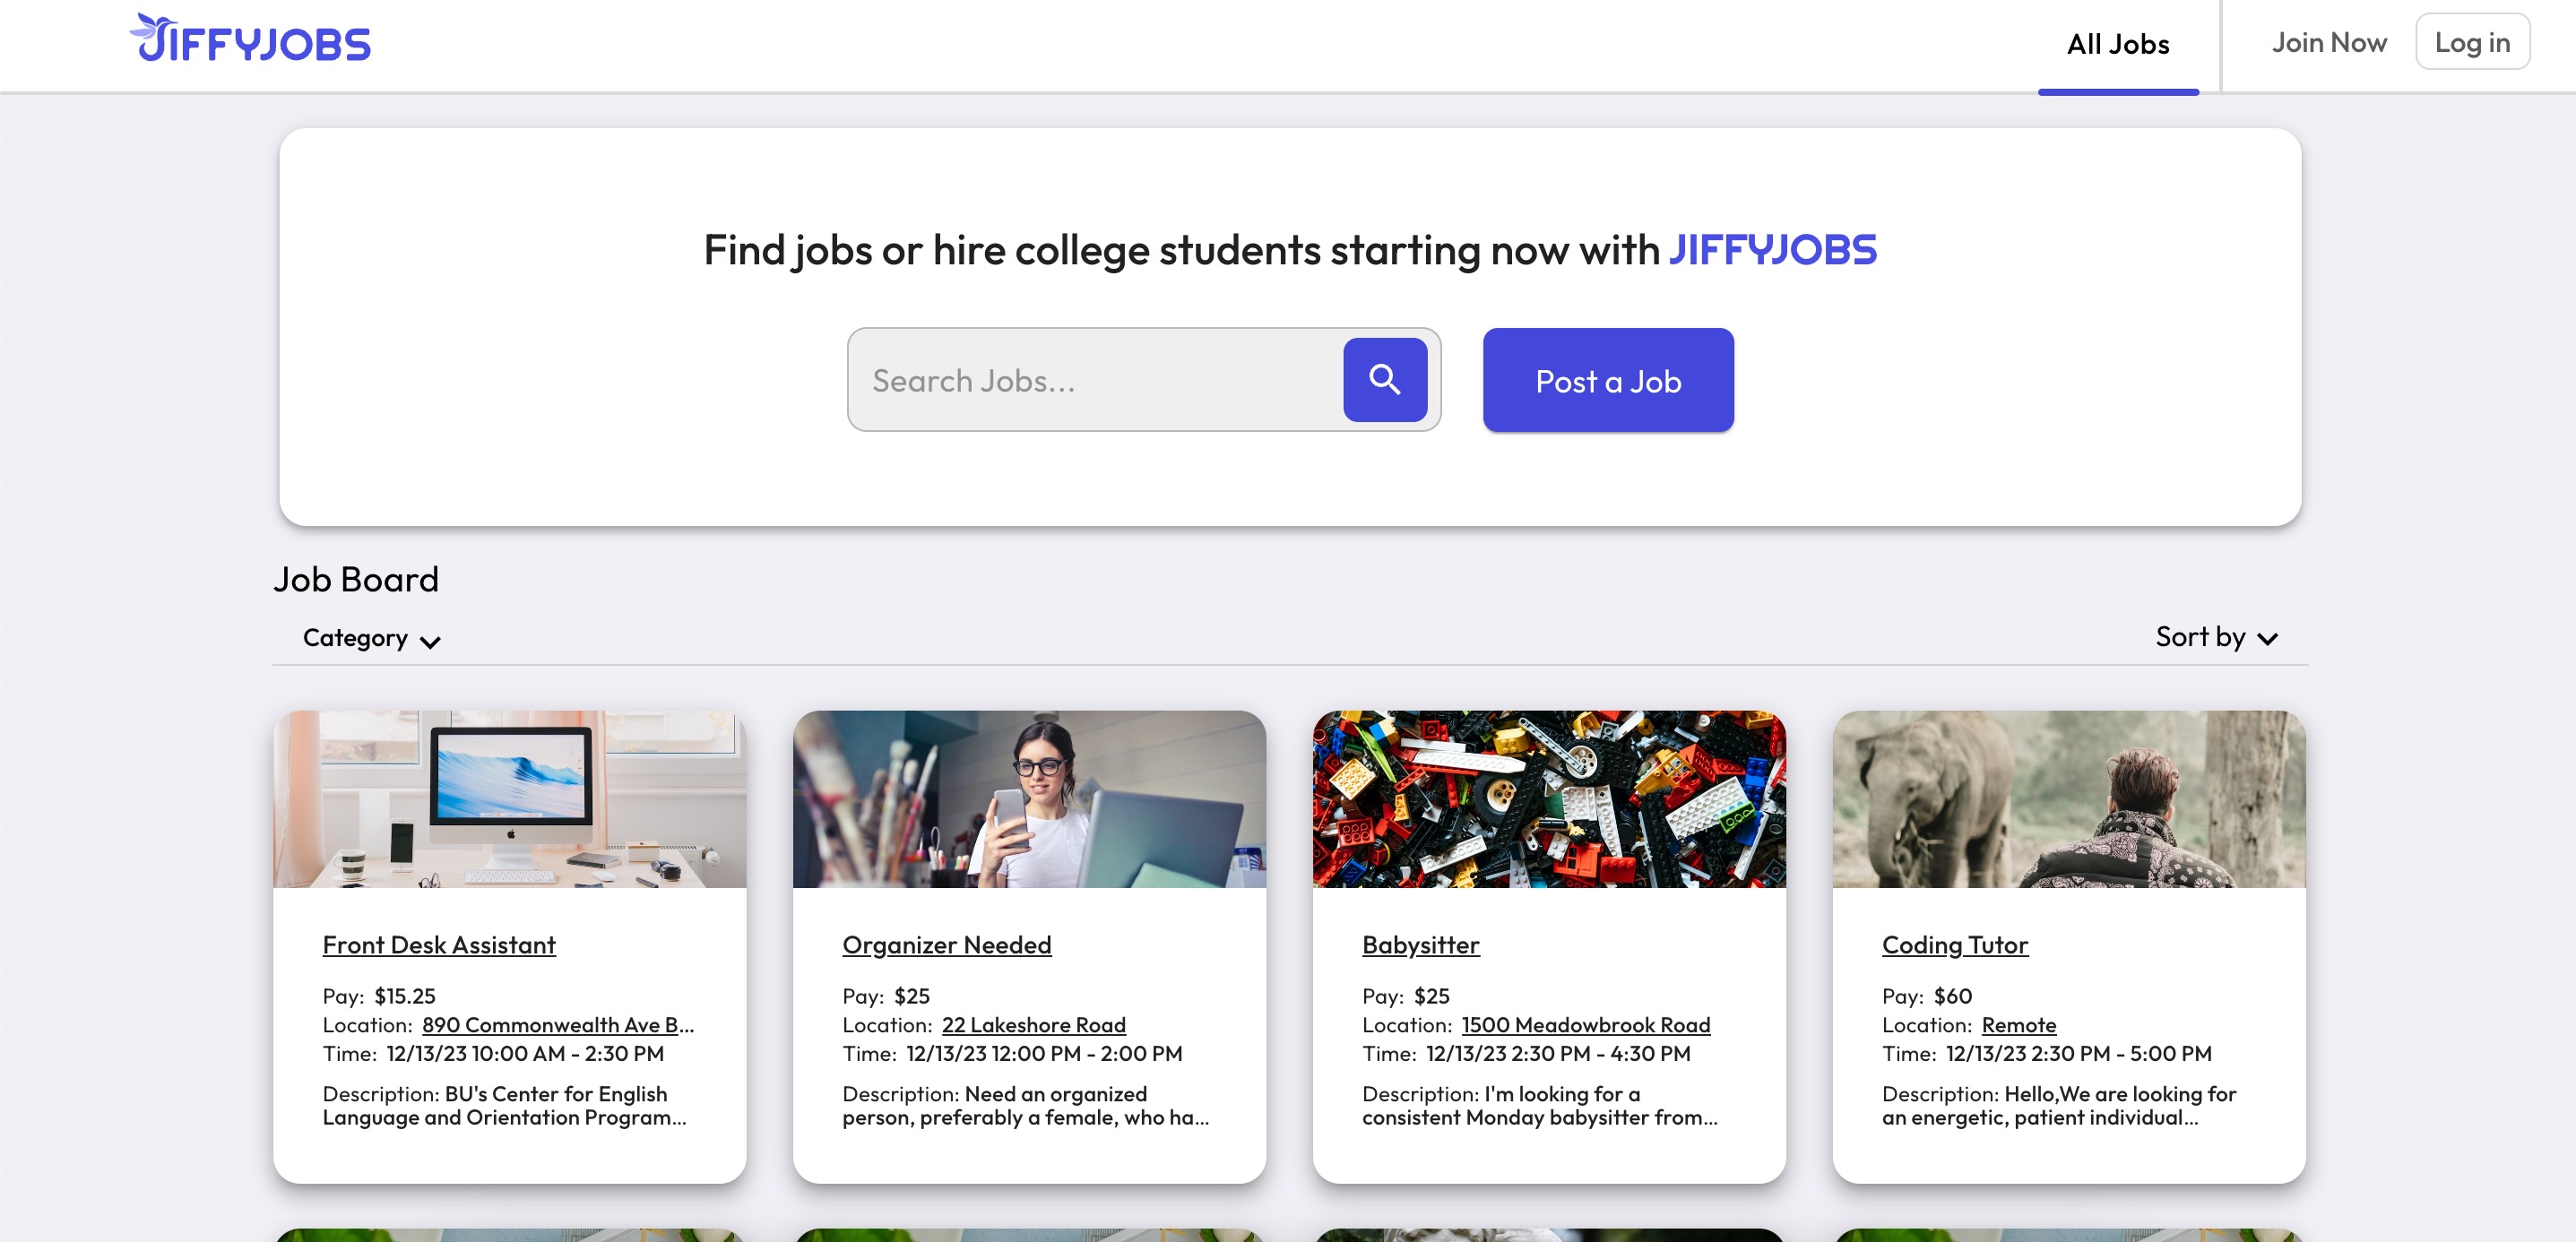 JIFFYJOBS
All Jobs
Join Now
Log in
Find jobs or hire college students starting now with JIFFYJOBS
Search Jobs...
Post a Job
Job Board
Category
Sort by
Front Desk Assistant
Pay: $15.25
Location: 890 Commonwealth Ave B...
Time: 12/13/23 10:00 AM - 2:30 PM
Description: BU's Center for English
Language and Orientation Program...
Organizer Needed
Pay: $25
Location: 22 Lakeshore Road
Time: 12/13/23 12:00 PM - 2:00 PM
Description: Need an organized
person, preferably a female, who ha...
Babysitter
Pay: $25
Location: 1500 Meadowbrook Road
Time: 12/13/23 2:30 PM - 4:30 PM
Description: I'm looking for a
consistent Monday babysitter from...
Coding Tutor
Pay: $60
Location: Remote
Time: 12/13/23 2:30 PM - 5:00 PM
Description: Hello,We are looking for
an energetic, patient individual...